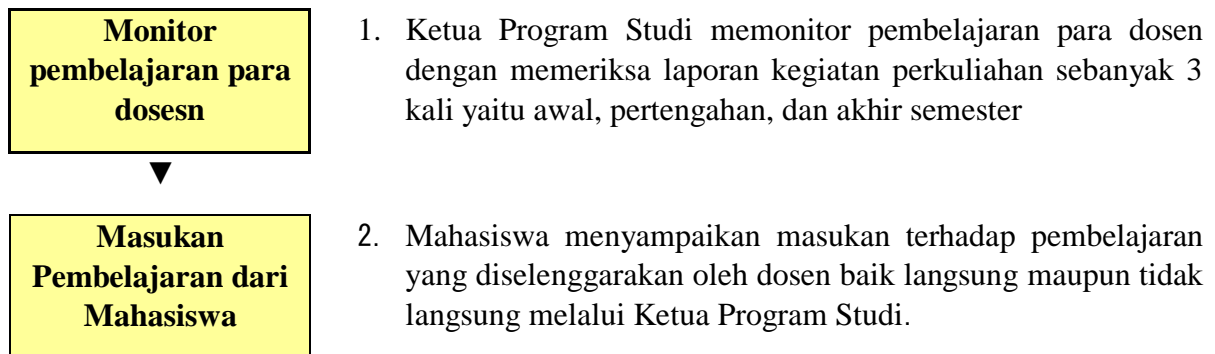 Monitor
pembelajaran para
dosesn
1. Ketua Program Studi memonitor pembelajaran para dosen
dengan memeriksa laporan kegiatan perkuliahan sebanyak 3
kali yaitu awal, pertengahan, dan akhir semester
▼
Masukan
Pembelajaran dari
Mahasiswa
2. Mahasiswa menyampaikan masukan terhadap pembelajaran
yang diselenggarakan oleh dosen baik langsung maupun tidak
langsung melalui Ketua Program Studi.